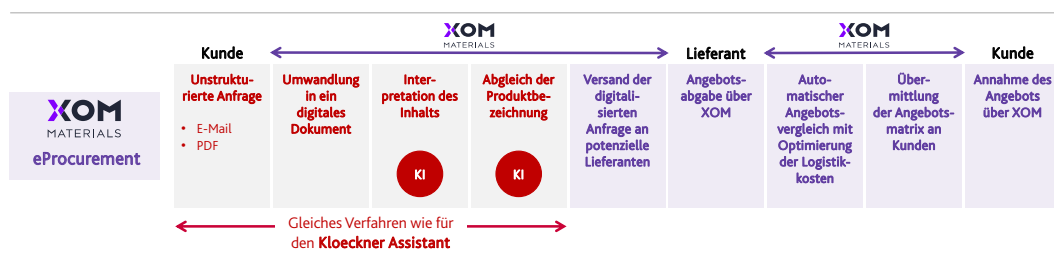 XOM
MATERIALS
XOM
MATERIALS
Kunde
Lieferant
Kunde
XOM
MATERIALS
eProcurement
Unstruktu-
rierte Anfrage
• E-Mail
• PDF
Umwandlung
in ein
digitales
Dokument
Inter-
pretation des
Inhalts
KI
Abgleich der
Produktbe-
zeichnung
KI
Versand der
digitali-
sierten
Anfrage an
potenzielle
Lieferanten
Angebots-
abgabe über
XOM
Auto-
matischer
Angebots-
vergleich mit
Optimierung
der Logistik-
kosten
Über-
mittlung
der Angebots-
matrix an
Kunden
Annahme des
Angebots
über XOM
Gleiches Verfahren wie für
den Kloeckner Assistant